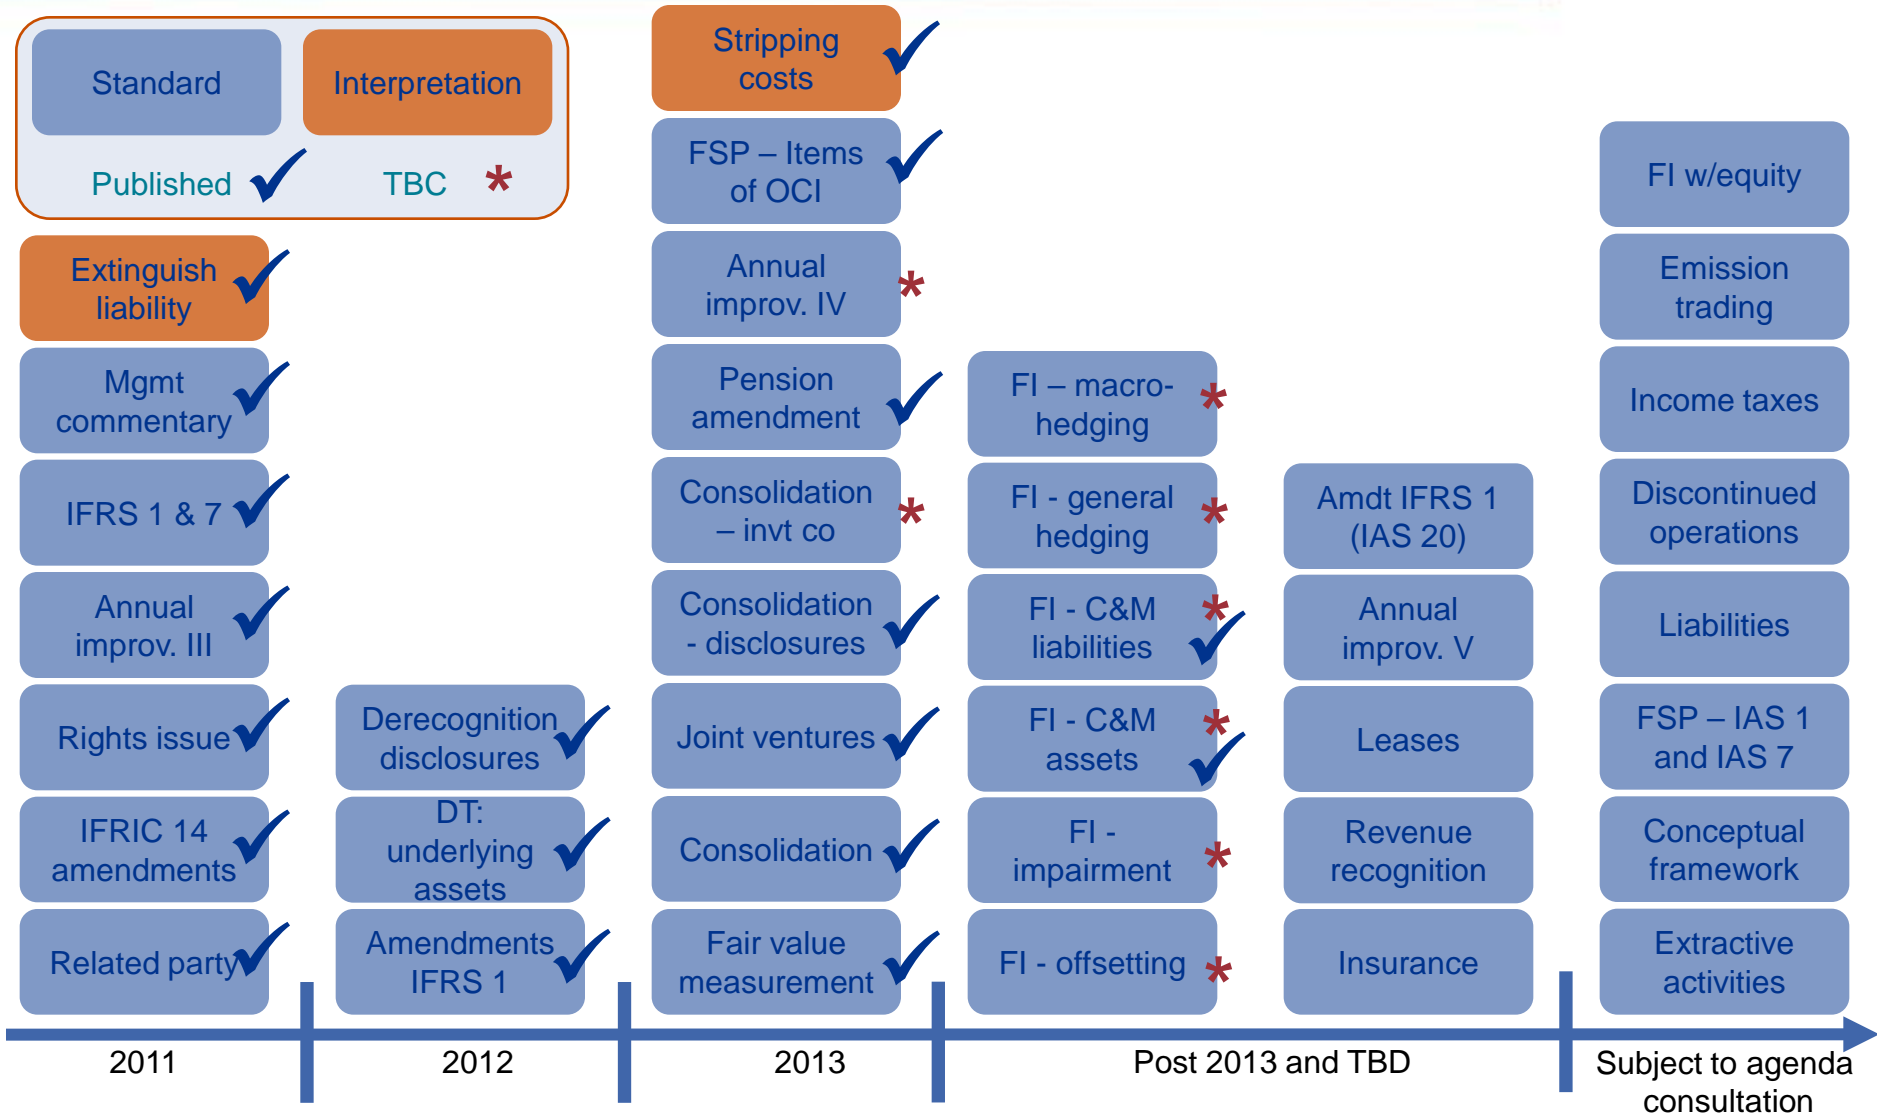 Standard
Interpretation
Published
TBC
*
Extinguish
liability
Mgmt
commentary
IFRS 1 & 7
Annual
improv. III
Rights issue
IFRIC 14
amendments
Related party
Derecognition
disclosures
DT:
underlying
assets
Amendments
IFRS 1
Stripping
costs
FSP – Items
of OCI
Annual
improv. IV
*
Pension
amendment
Consolidation
– invt co
*
Consolidation
- disclosures
Joint ventures
Consolidation
Fair value
measurement
FI – macro-
hedging
*
FI - general
hedging
*
FI - C&M
liabilities
*
FI - C&M
assets
*
FI -
impairment
*
FI - offsetting
*
Amdt IFRS 1
(IAS 20)
Annual
improv. V
Leases
Revenue
recognition
Insurance
FI w/equity
Emission
trading
Income taxes
Discontinued
operations
Liabilities
FSP – IAS 1
and IAS 7
Conceptual
framework
Extractive
activities
2011
2012
2013
Post 2013 and TBD
Subject to agenda
consultation